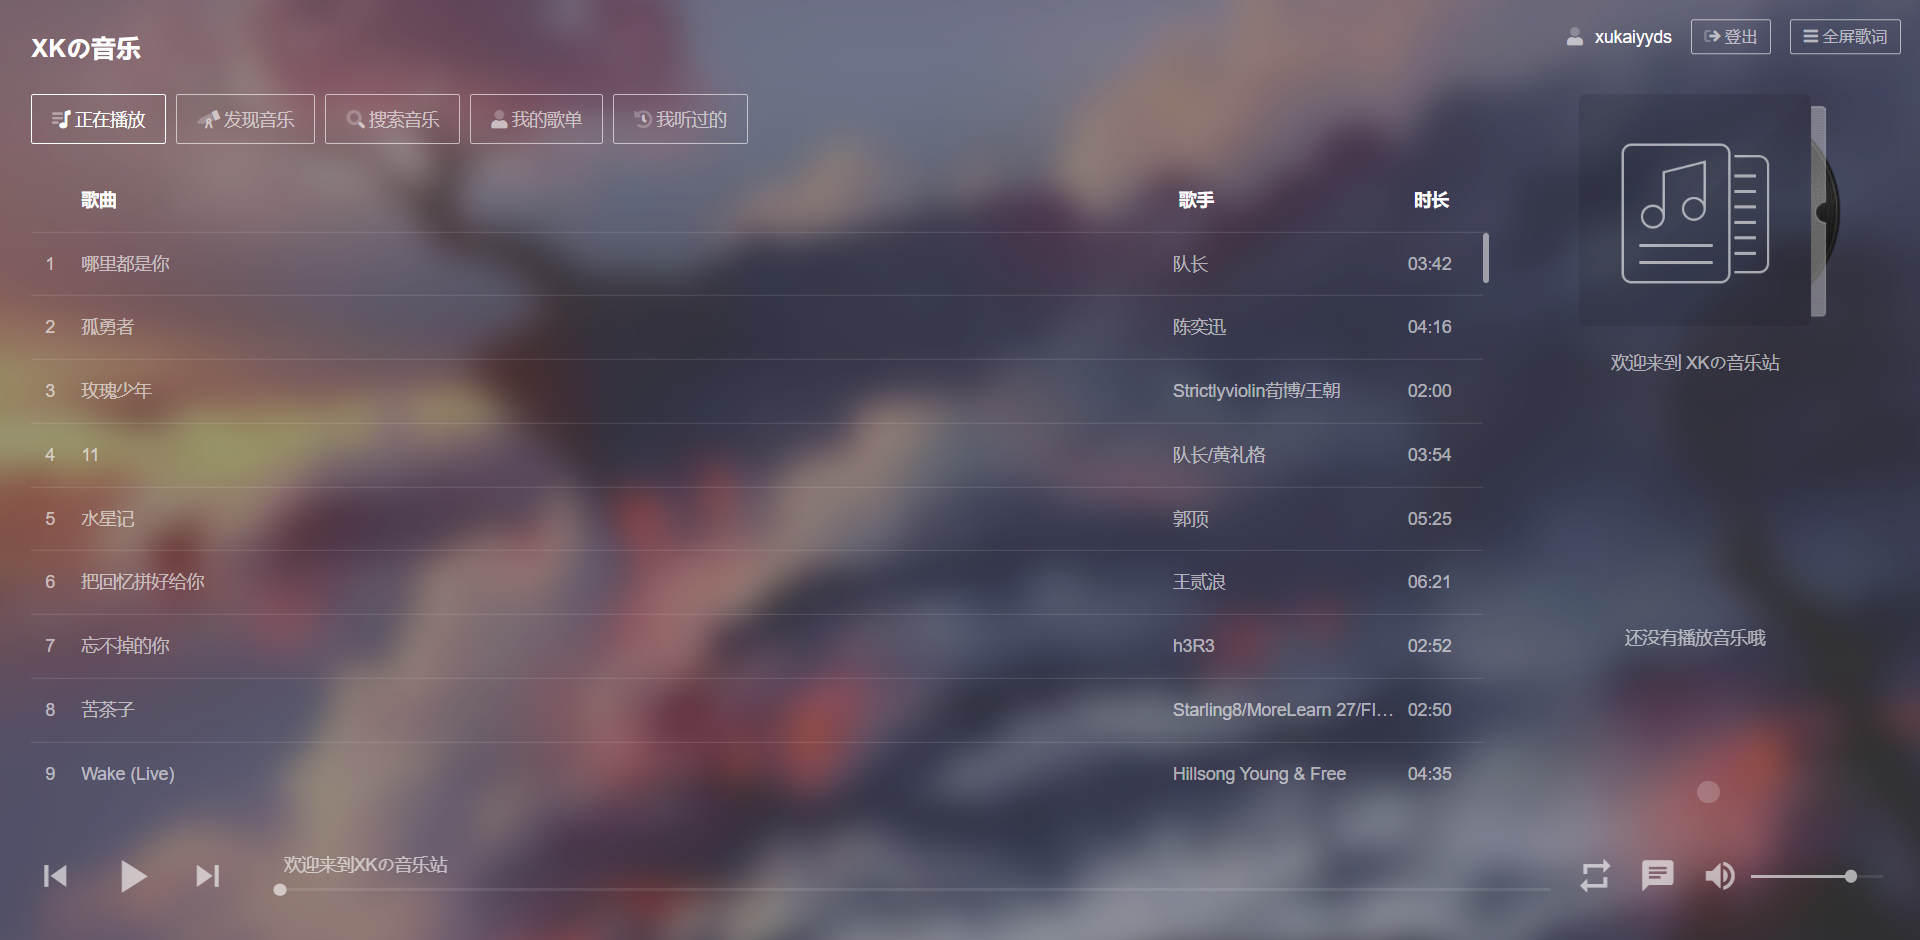 XKの音乐
xukaiyyds 登出 全屏歌词
正在播放 发现音乐 搜索音乐 我的歌单 我听过的
歌曲 歌手 时长
1 哪里都是你 队长 03:42
2 孤勇者 陈奕迅 04:16
3 玫瑰少年 Strictlyviolin荀博/王朝 02:00
4 11 队长/黄礼格 03:54
5 水星记 郭顶 05:25
6 把回忆拼好给你 王贰浪 06:21
7 忘不掉的你 h3R3 02:52
8 苦茶子 Starling8/MoreLearn 27/FI… 02:50
9 Wake (Live) Hillsong Young & Free 04:35
欢迎来到 XKの音乐站
还没有播放音乐哦
欢迎来到XKの音乐站